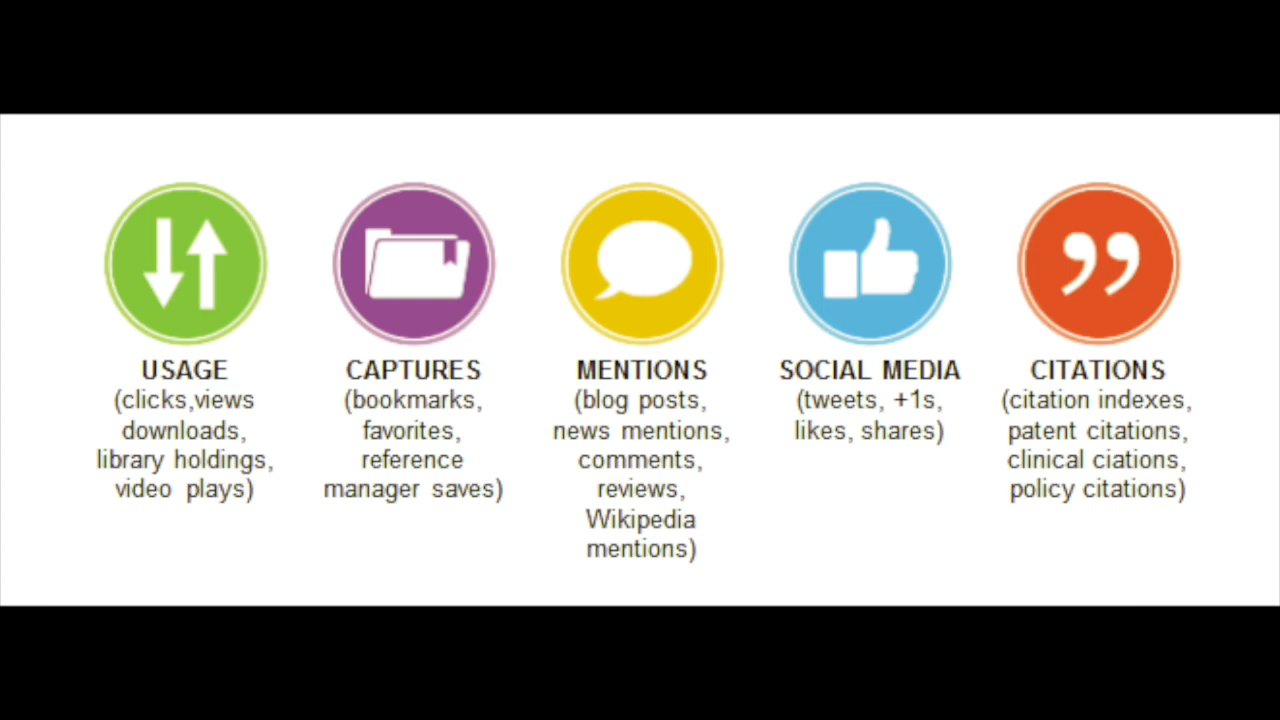 USAGE
(clicks,views
downloads,
library holdings,
video plays)
CAPTURES
(bookmarks,
favorites,
reference
manager saves)
MENTIONS
(blog posts,
news mentions,
comments,
reviews,
Wikipedia
mentions)
SOCIAL MEDIA
(tweets, +1s,
likes, shares)
CITATIONS
(citation indexes,
patent citations,
clinical ciations,
policy citations)